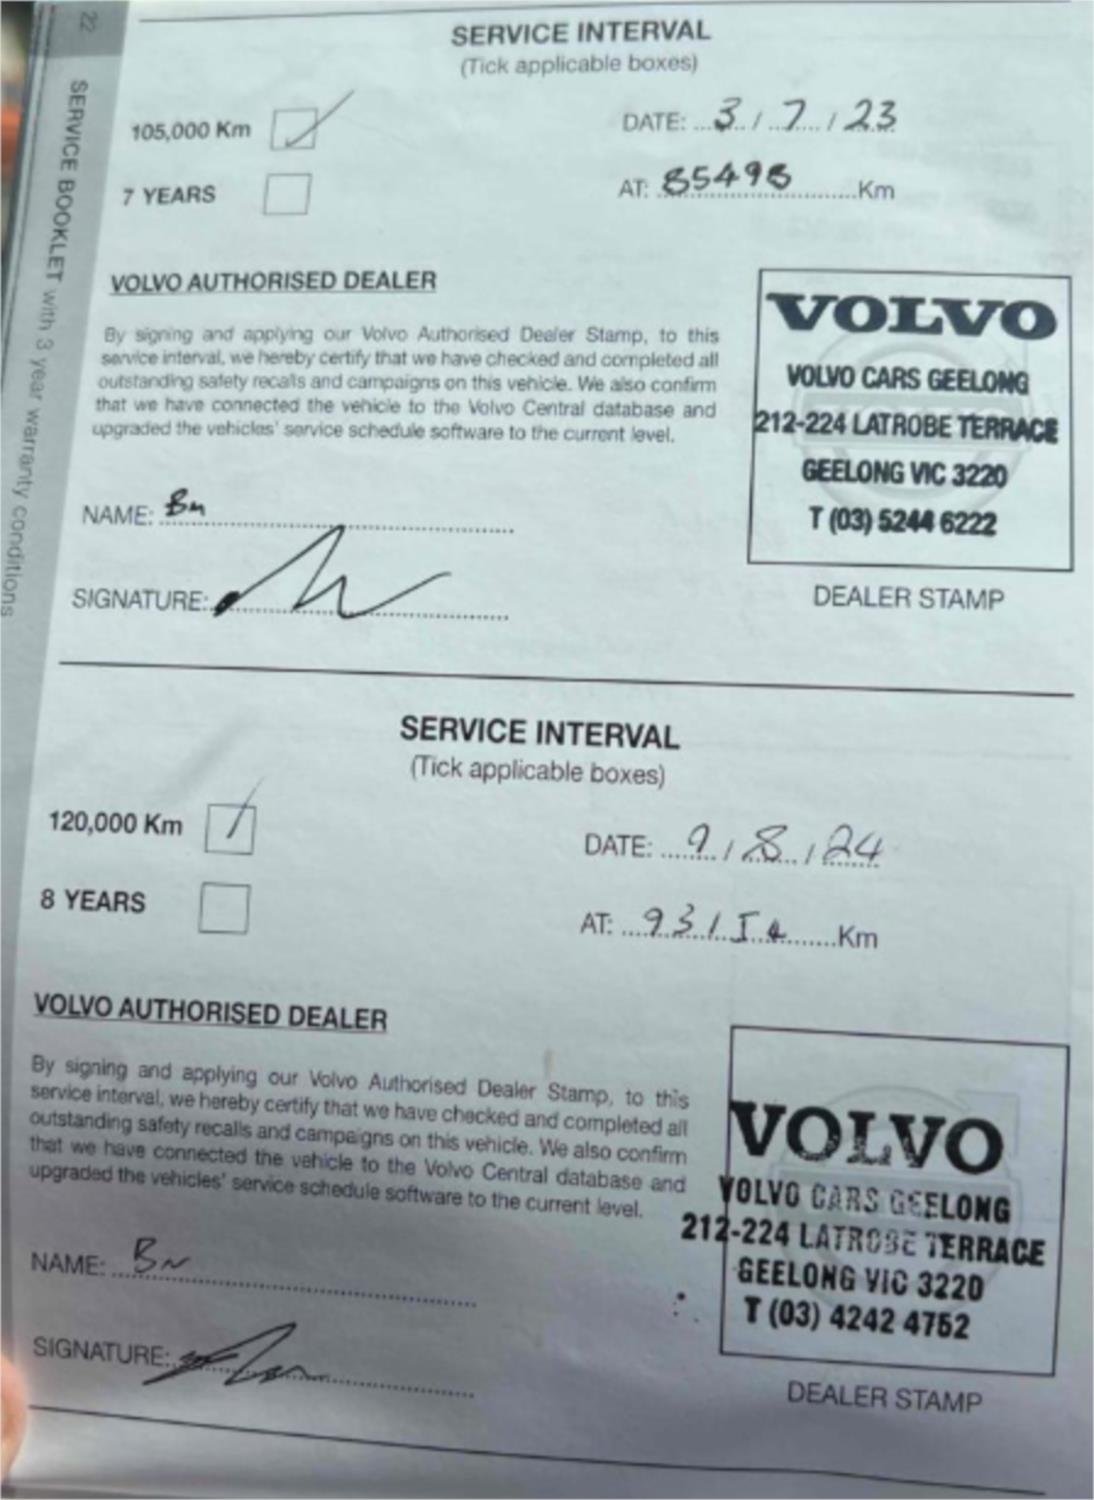 22
SERVICE BOOKLET with 3 year warranty conditions
SERVICE INTERVAL
(Tick applicable boxes)
105,000 Km
DATE: 3 / 7 / 23
7 YEARS
AT: 85498 Km
VOLVO AUTHORISED DEALER
By signing and applying our Volvo Authorised Dealer Stamp, to this
service interval, we hereby certify that we have checked and completed all
outstanding safety recalls and campaigns on this vehicle. We also confirm
that we have connected the vehicle to the Volvo Central database and
upgraded the vehicles' service schedule software to the current level.
VOLVO
VOLVO CARS GEELONG
212-224 LATROBE TERRACE
GEELONG VIC 3220
T (03) 5244 6222
NAME:
SIGNATURE:
DEALER STAMP
SERVICE INTERVAL
(Tick applicable boxes)
120,000 Km
DATE: 9 / 8 / 24
8 YEARS
AT: 93154 Km
VOLVO AUTHORISED DEALER
By signing and applying our Volvo Authorised Dealer Stamp, to this
service interval, we hereby certify that we have checked and completed all
outstanding safety recalls and campaigns on this vehicle. We also confirm
that we have connected the vehicle to the Volvo Central database and
upgraded the vehicles' service schedule software to the current level.
VOLVO
VOLVO CARS GEELONG
212-224 LATROBE TERRACE
GEELONG VIC 3220
T (03) 4242 4752
NAME:
SIGNATURE:
DEALER STAMP